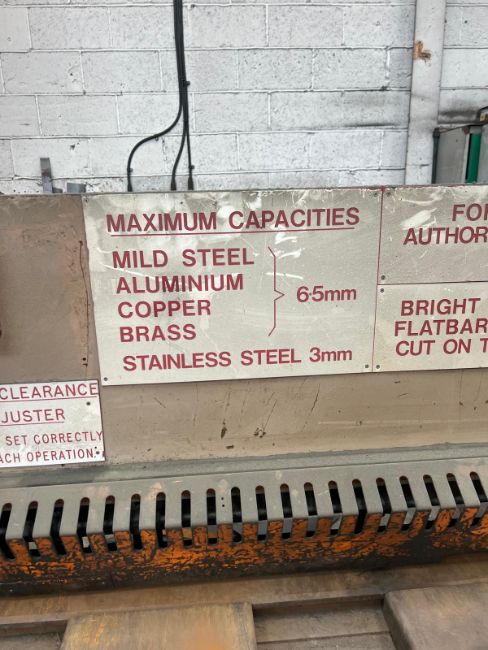 MAXIMUM CAPACITIES
MILD STEEL
ALUMINIUM
COPPER
BRASS
6·5mm
STAINLESS STEEL 3mm
CLEARANCE
JUSTER
SET CORRECTLY
ACH OPERATION.
FO
AUTHOR
BRIGHT
FLATBAR
CUT ON T